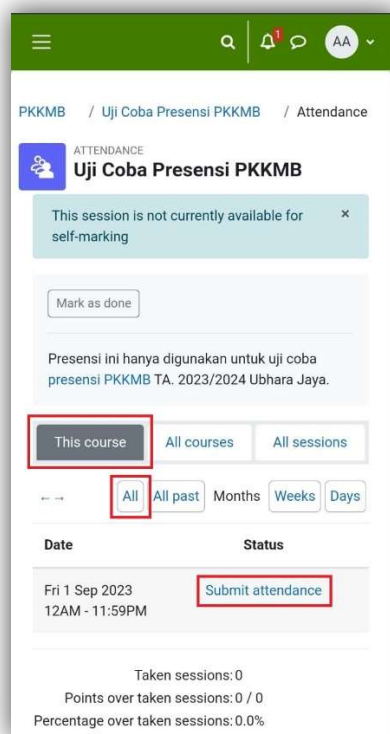 1
AA
PKKMB / Uji Coba Presensi PKKMB / Attendance
ATTENDANCE
Uji Coba Presensi PKKMB
This session is not currently available for
self-marking
×
Mark as done
Presensi ini hanya digunakan untuk uji coba
presensi PKKMB TA. 2023/2024 Ubhara Jaya.
This course All courses All sessions
←→ All All past Months Weeks Days
Date Status
Fri 1 Sep 2023 Submit attendance
12AM - 11:59PM
Taken sessions: 0
Points over taken sessions: 0 / 0
Percentage over taken sessions: 0.0%